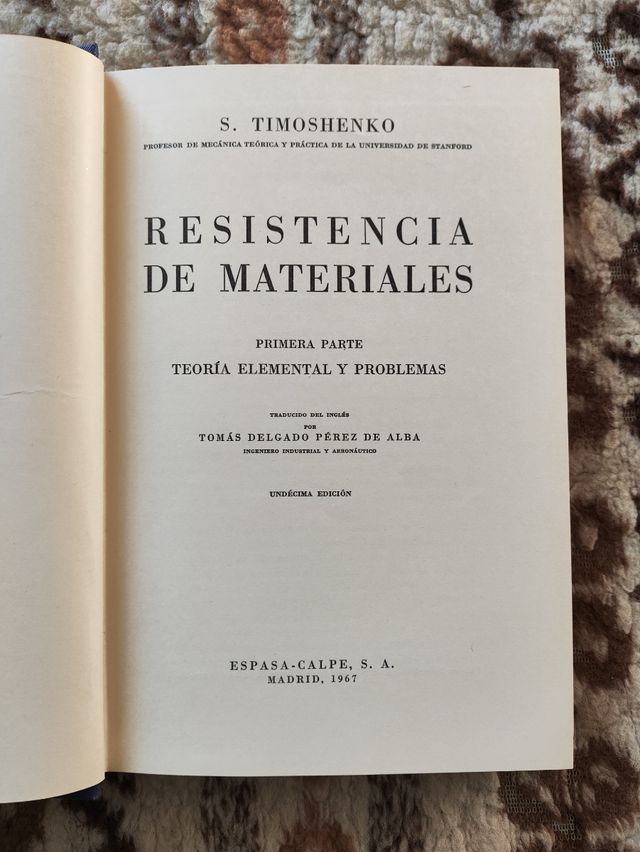 S. TIMOSHENKO
PROFESOR DE MECÁNICA TEÓRICA Y PRÁCTICA DE LA UNIVERSIDAD DE STANFORD
RESISTENCIA
DE MATERIALES
PRIMERA PARTE
TEORÍA ELEMENTAL Y PROBLEMAS
TRADUCIDO DEL INGLÉS
POR
TOMÁS DELGADO PÉREZ DE ALBA
INGENIERO INDUSTRIAL Y AERONÁUTICO
UNDÉCIMA EDICIÓN
ESPASA-CALPE, S. A.
MADRID, 1967